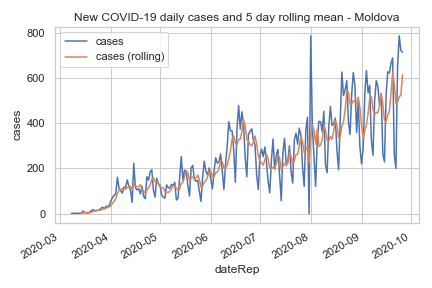 New COVID-19 daily cases and 5 day rolling mean - Moldova
cases
cases (rolling)
800
600
400
200
0
cases
2020-03
2020-04
2020-05
2020-06
2020-07
2020-08
2020-09
2020-10
dateRep